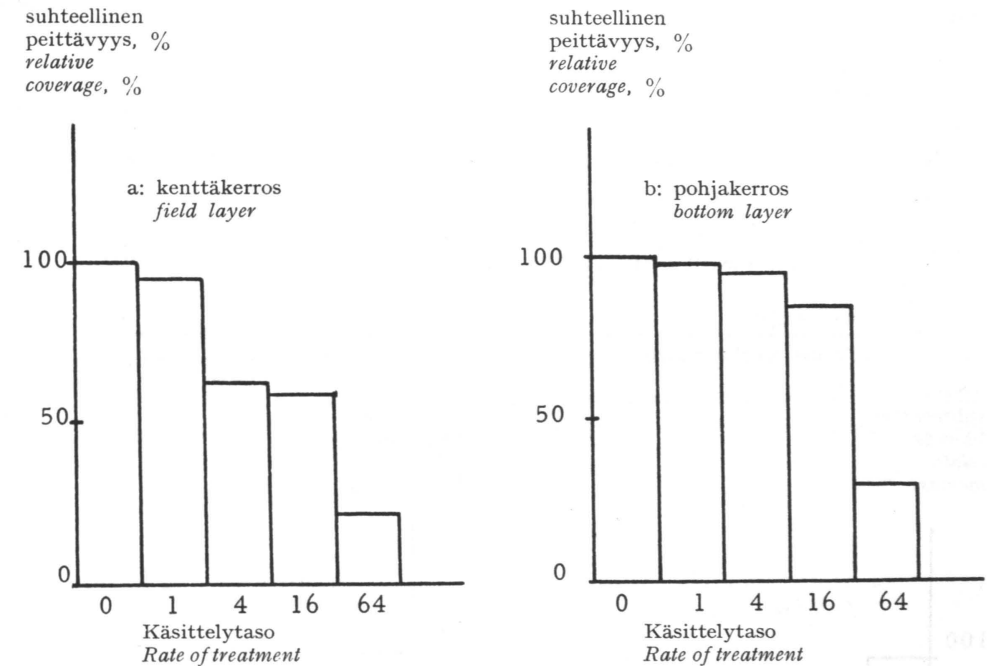 suhteellinen
peittävyys, %
relative
coverage, %
a: kenttäkerros
field layer
100
50
0
0 1 4 16 64
Käsittelytaso
Rate of treatment
suhteellinen
peittävyys, %
relative
coverage, %
b: pohjakerros
bottom layer
100
50
0
0 1 4 16 64
Käsittelytaso
Rate of treatment